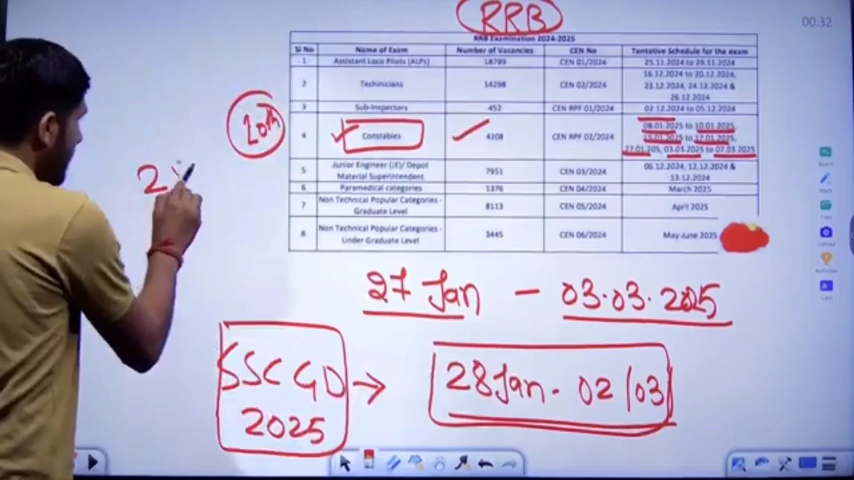 RRB
00:32
RRB Examination 2024-2025
Sl No Name of Exam Number of Vacancies CEN No Tentative Schedule for the exam
1 Assistant Loco Pilots (ALPs) 18799 CEN 01/2024 25.11.2024 to 29.11.2024
2 Technicians 14298 CEN 02/2024 16.12.2024 to 20.12.2024,
23.12.2024, 24.12.2024 &
26.12.2024
3 Sub-Inspectors 452 CEN RPF 01/2024 02.12.2024 to 05.12.2024
4 Constables 4208 CEN RPF 02/2024 08.01.2025 to 10.01.2025,
to 17.01.2025,
27.01.205, 03.01.2025 to 07.03.2025
10th
5 Junior Engineer (JE)/ Depot
Material Superintendent 7951 CEN 03/2024 06.12.2024, 12.12.2024 &
13.12.2024
6 Paramedical categories 1376 CEN 04/2024 March 2025
7 Non Technical Popular Categories -
Graduate Level 8113 CEN 05/2024 April 2025
8 Non Technical Popular Categories -
Under Graduate Level 3445 CEN 06/2024 May-June 2025
2
27 Jan - 03.03.2025
SSC GD
2025
28 Jan - 02/03